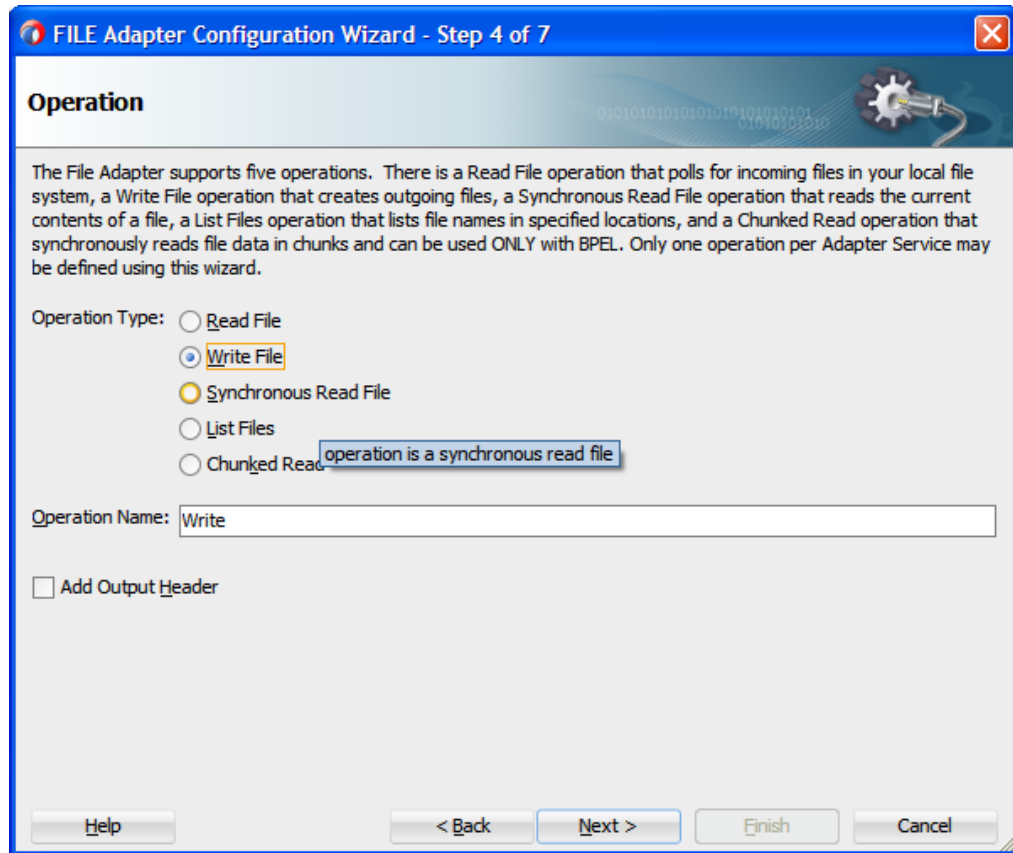 FILE Adapter Configuration Wizard - Step 4 of 7
Operation
01010101010101010101010101
01010101010
The File Adapter supports five operations. There is a Read File operation that polls for incoming files in your local file
system, a Write File operation that creates outgoing files, a Synchronous Read File operation that reads the current
contents of a file, a List Files operation that lists file names in specified locations, and a Chunked Read operation that
synchronously reads file data in chunks and can be used ONLY with BPEL. Only one operation per Adapter Service may
be defined using this wizard.
Operation Type:
Read File
Write File
Synchronous Read File
List Files
operation is a synchronous read file
Chunked Read
Operation Name: Write
Add Output Header
Help
< Back
Next >
Finish
Cancel